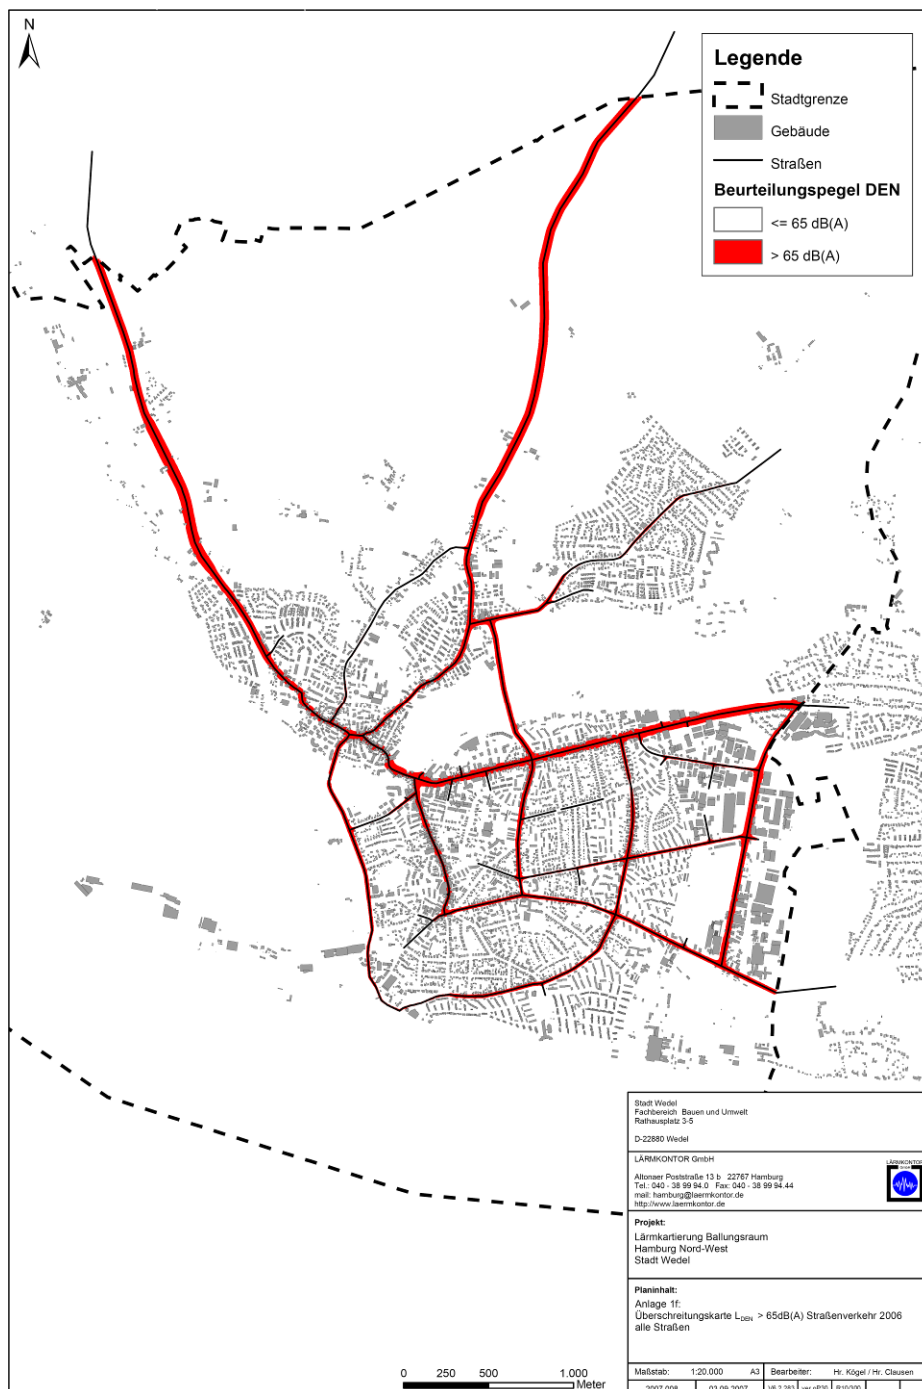 N
Legende
Stadtgrenze
Gebäude
Straßen
Beurteilungspegel DEN
<= 65 dB(A)
> 65 dB(A)
Stadt Wedel
Fachbereich Bauen und Umwelt
Rathausplatz 3-5
D-22880 Wedel
LÄRMKONTOR GmbH
Altonaer Poststraße 13 b 22767 Hamburg
Tel.: 040 - 38 99 94.0 Fax: 040 - 38 99 94.44
mail: hamburg@laermkontor.de
http://www.laermkontor.de
LÄRMKONTOR
Projekt:
Lärmkartierung Ballungsraum
Hamburg Nord-West
Stadt Wedel
Planinhalt:
Anlage 1f:
Überschreitungskarte LDEN > 65dB(A) Straßenverkehr 2006
alle Straßen
Maßstab: 1:20.000 A3 Bearbeiter: Hr. Kögel / Hr. Clausen
0 250 500 1.000
Meter